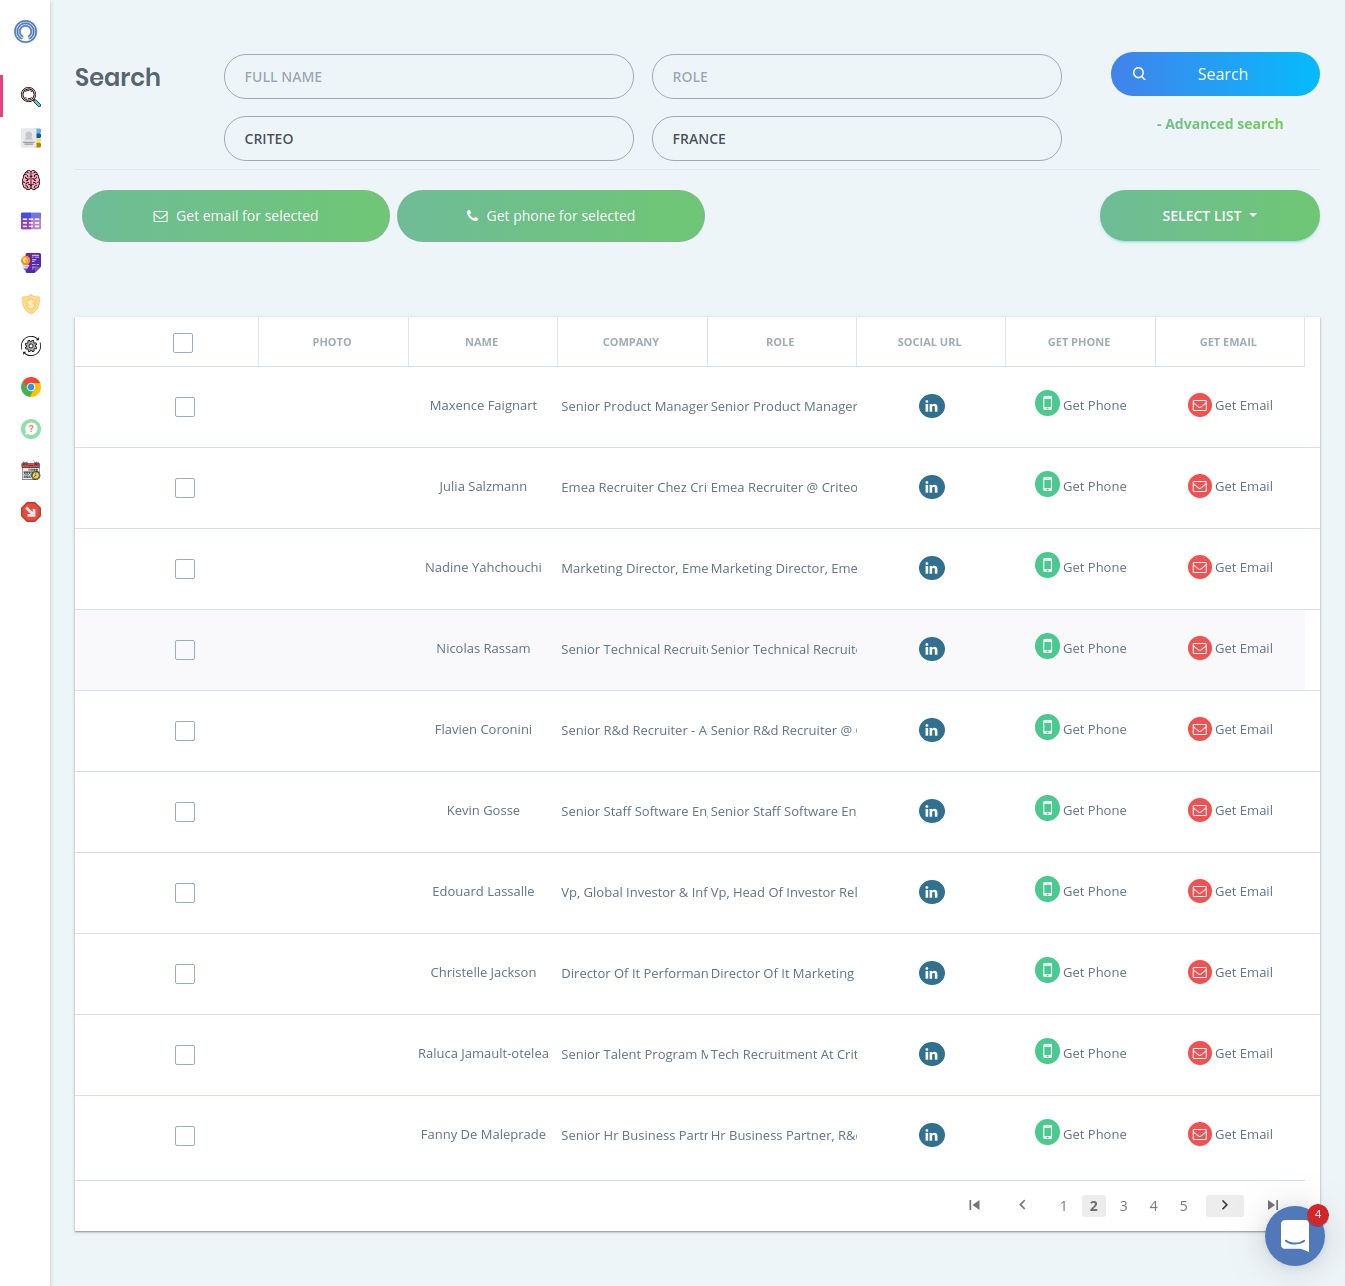 Search
FULL NAME
ROLE
Search
CRITEO
FRANCE
- Advanced search
Get email for selected
Get phone for selected
SELECT LIST
PHOTO NAME COMPANY ROLE SOCIAL URL GET PHONE GET EMAIL
Maxence Faignart Senior Product Manager Senior Product Manager in Get Phone Get Email
Julia Salzmann Emea Recruiter Chez Cri Emea Recruiter @ Criteo in Get Phone Get Email
Nadine Yahchouchi Marketing Director, Eme Marketing Director, Eme in Get Phone Get Email
Nicolas Rassam Senior Technical Recruit Senior Technical Recruit in Get Phone Get Email
Flavien Coronini Senior R&d Recruiter - A Senior R&d Recruiter @ in Get Phone Get Email
Kevin Gosse Senior Staff Software En Senior Staff Software En in Get Phone Get Email
Edouard Lassalle Vp, Global Investor & Inf Vp, Head Of Investor Rel in Get Phone Get Email
Christelle Jackson Director Of It Performan Director Of It Marketing in Get Phone Get Email
Raluca Jamault-otelea Senior Talent Program Tech Recruitment At Crit in Get Phone Get Email
Fanny De Maleprade Senior Hr Business Partr Hr Business Partner, R& in Get Phone Get Email
1 2 3 4 5
4